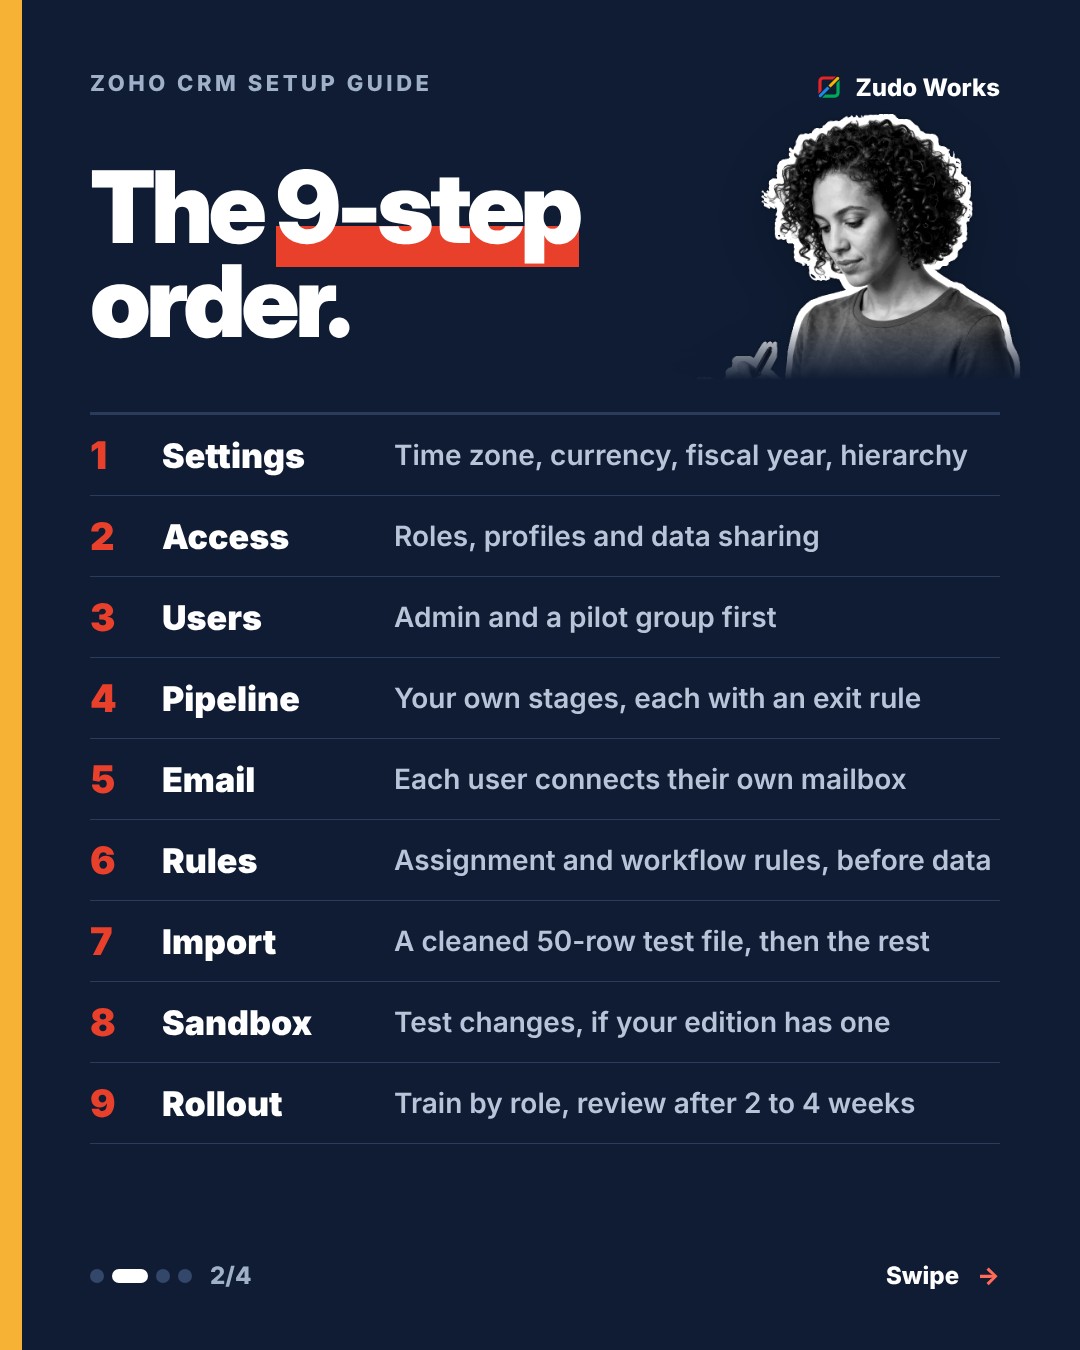 ZOHO CRM SETUP GUIDE
Zudo Works
The 9-step
order.
1 Settings Time zone, currency, fiscal year, hierarchy
2 Access Roles, profiles and data sharing
3 Users Admin and a pilot group first
4 Pipeline Your own stages, each with an exit rule
5 Email Each user connects their own mailbox
6 Rules Assignment and workflow rules, before data
7 Import A cleaned 50-row test file, then the rest
8 Sandbox Test changes, if your edition has one
9 Rollout Train by role, review after 2 to 4 weeks
2/4
Swipe →